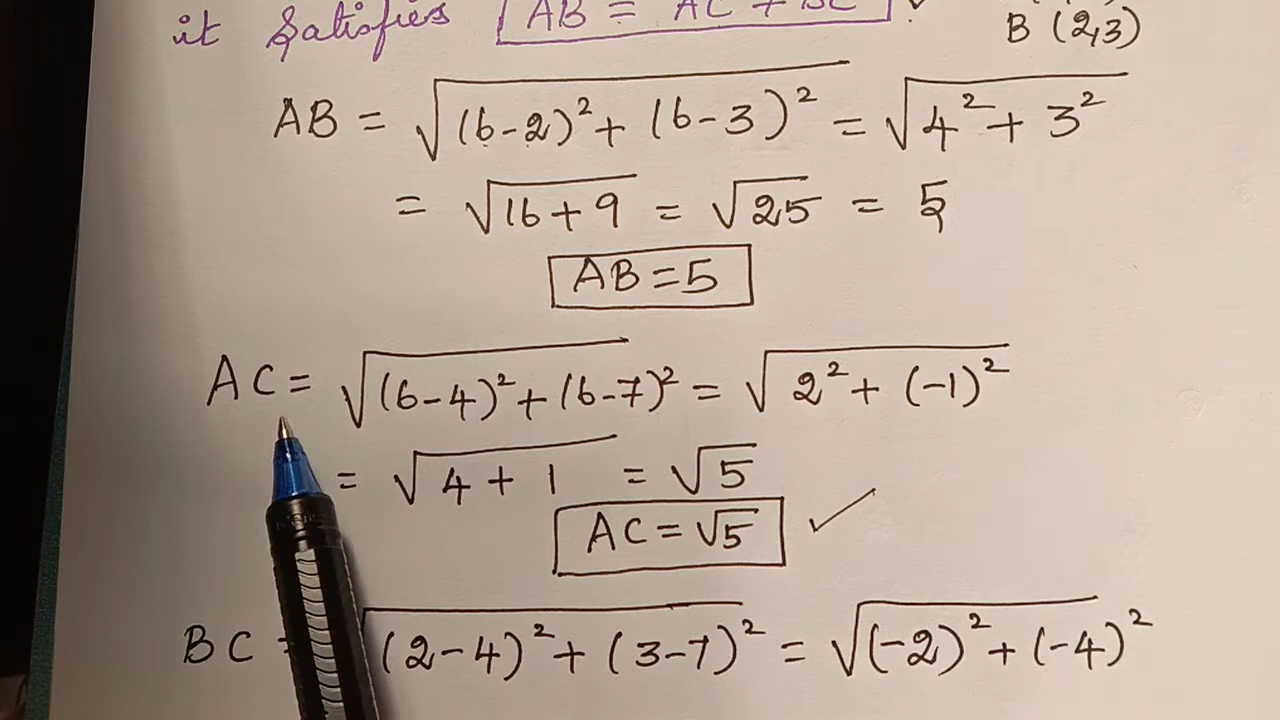 it satisfies AB = AC + BC
B (2,3)
AB = √(6-2)² + (6-3)² = √4² + 3²
= √16+9 = √25 = 5
AB = 5
AC = √(6-4)² + (6-7)² = √2² + (-1)²
= √4 + 1 = √5
AC = √5 ✓
BC = (2-4)² + (3-7)² = √(-2)² + (-4)²